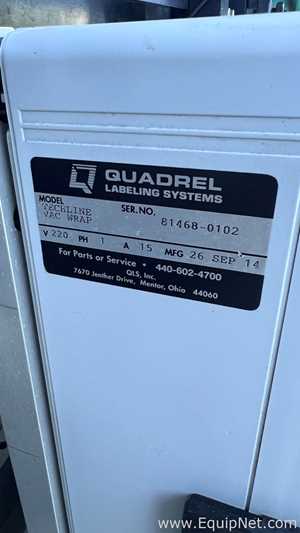 QUADREL
LABELING SYSTEMS
MODEL SER.NO.
TECHLINE
VAC WRAP 81468-0102
V 220 PH 1 A 15 MFG 26 SEP 14
For Parts or Service • 440-602-4700
QLS, Inc.
7670 Jenther Drive, Mentor, Ohio 44060
www.EquipNet.com